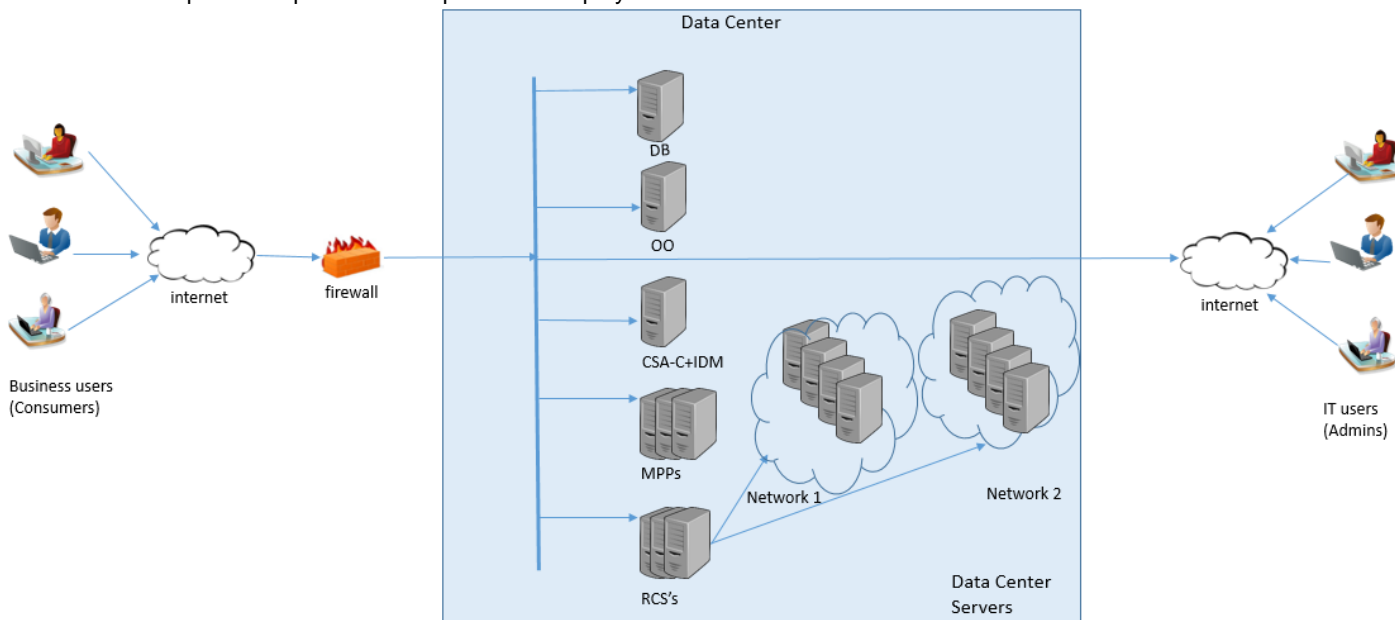 Data Center
DB
OO
internet
firewall
internet
CSA-C+IDM
Business users
(Consumers)
IT users
(Admins)
MPPs
Network 1
Network 2
RCS's
Data Center
Servers